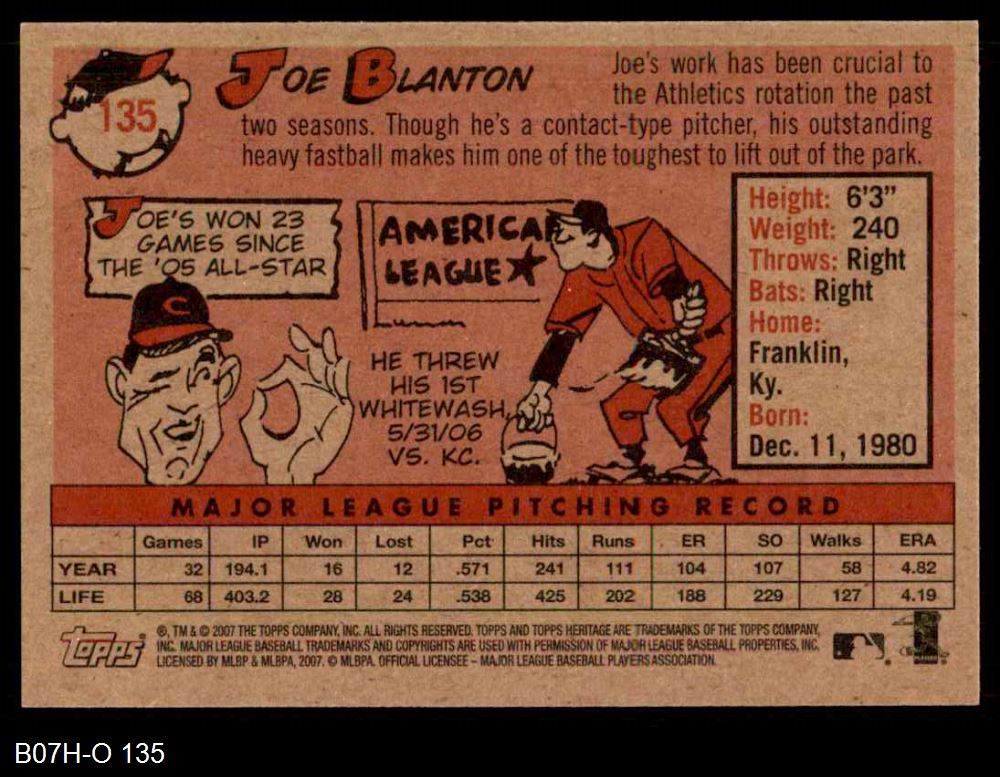 135
JOE BLANTON
Joe's work has been crucial to
the Athletics rotation the past
two seasons. Though he's a contact-type pitcher, his outstanding
heavy fastball makes him one of the toughest to lift out of the park.
JOE'S WON 23
GAMES SINCE
THE '05 ALL-STAR
C
AMERICAN
LEAGUE
HE THREW
HIS 1ST
WHITEWASH,
5/31/06
VS. KC.
Height: 6'3"
Weight: 240
Throws: Right
Bats: Right
Home:
Franklin,
Ky.
Born:
Dec. 11, 1980
MAJOR LEAGUE PITCHING RECORD
Games IP Won Lost Pct Hits Runs ER SO Walks ERA
YEAR 32 194.1 16 12 .571 241 111 104 107 58 4.82
LIFE 68 403.2 28 24 .538 425 202 188 229 127 4.19
topps
®, TM & © 2007 THE TOPPS COMPANY, INC. ALL RIGHTS RESERVED. TOPPS AND TOPPS HERITAGE ARE TRADEMARKS OF THE TOPPS COMPANY,
INC. MAJOR LEAGUE BASEBALL TRADEMARKS AND COPYRIGHTS ARE USED WITH PERMISSION OF MAJOR LEAGUE BASEBALL PROPERTIES, INC.
LICENSED BY MLBP & MLBPA, 2007. © MLBPA. OFFICIAL LICENSEE – MAJOR LEAGUE BASEBALL PLAYERS ASSOCIATION.
B07H-O 135